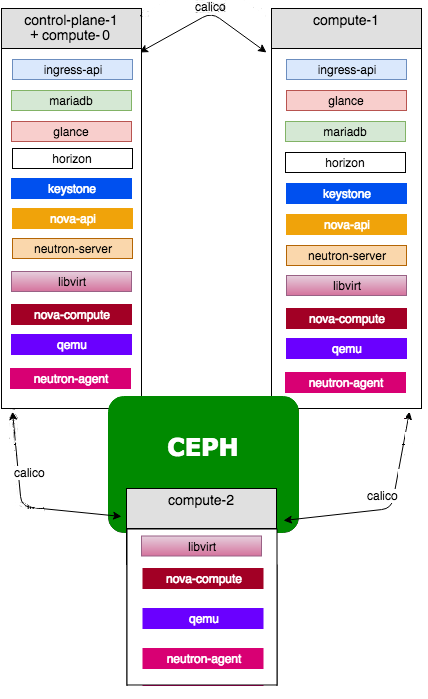 calico
control-plane-1
+ compute-0
ingress-api
mariadb
glance
horizon
keystone
nova-api
neutron-server
libvirt
nova-compute
qemu
neutron-agent
compute-1
ingress-api
glance
mariadb
horizon
keystone
nova-api
neutron-server
libvirt
nova-compute
qemu
neutron-agent
CEPH
calico
calico
compute-2
libvirt
nova-compute
qemu
neutron-agent